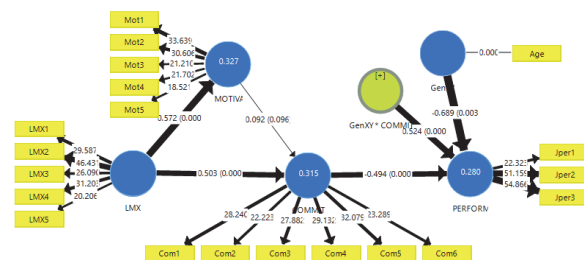 Mot1
Mot2
Mot3
Mot4
Mot5
33.639
30.606
21.210
21.702
18.521
0.327
MOTIVA
0.572 (0.000
0.092 (0.096
LMX1
LMX2
LMX3
LMX4
LMX5
29.587
46.431
26.090
31.203
20.206
LMX
0.503 (0.000
0.315
COMMIT
28.240
22.223
27.882
29.132
32.079
23.289
Com1
Com2
Com3
Com4
Com5
Com6
[+]
GenXY* COMMIT
0.524 (0.000
-0.494 (0.000
0.000
Age
-0.689 (0.003
0.280
PERFORM
22.323
51.159
54.866
Jper1
Jper2
Jper3